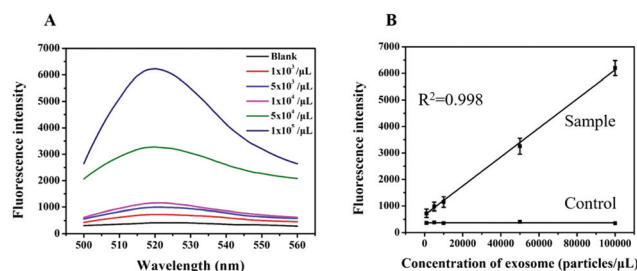 A
7000
6000
5000
4000
3000
2000
1000
0
Fluorescence intensity
500 510 520 530 540 550 560
Wavelength (nm)
Blank
1x10³ /μL
5x10³ /μL
1x10⁴ /μL
5x10⁴ /μL
1x10⁵ /μL
B
7000
6000
5000
4000
3000
2000
1000
0
Fluorescence intensity
R²=0.998
Sample
Control
0 20000 40000 60000 80000 100000
Concentration of exosome (particles/μL)